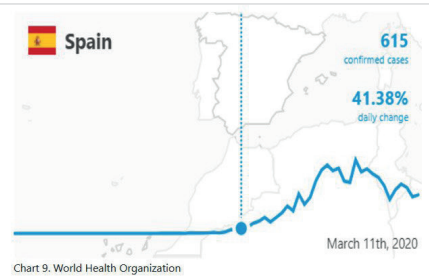 Spain
615
confirmed cases
41.38%
daily change
March 11th, 2020
Chart 9. World Health Organization